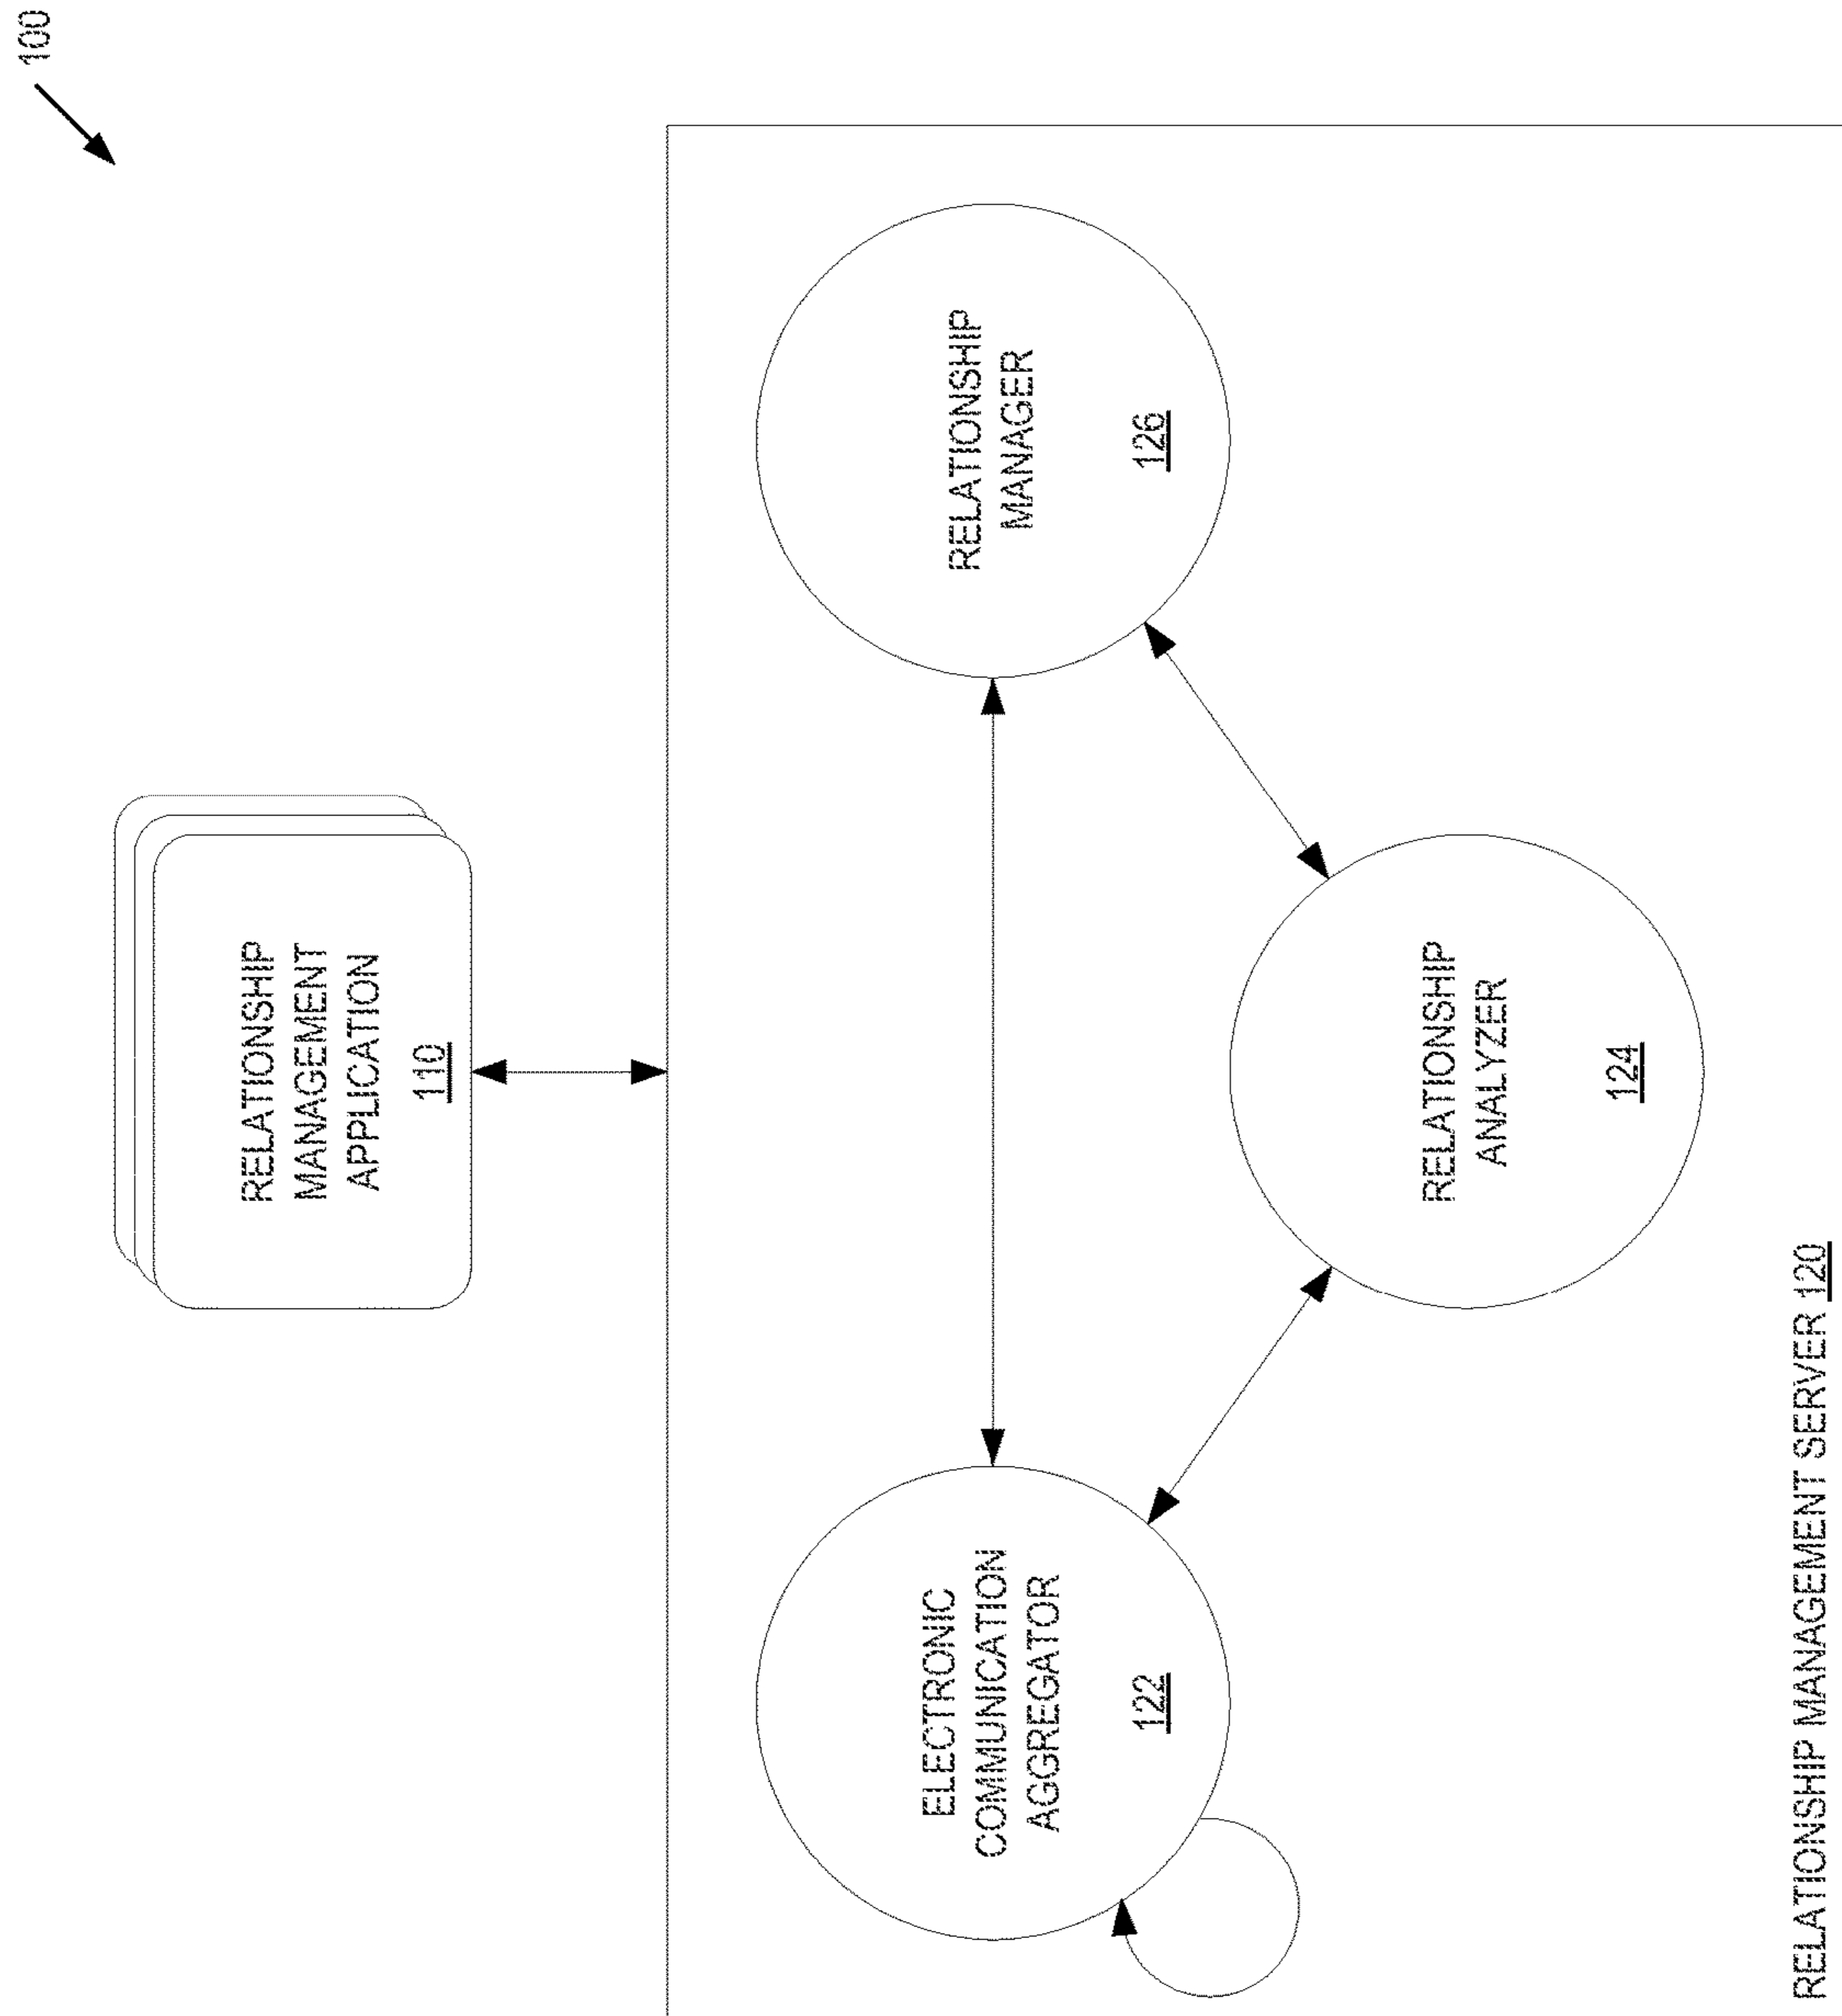 100
RELATIONSHIP
MANAGEMENT
APPLICATION
110
ELECTRONIC
COMMUNICATION
AGGREGATOR
122
RELATIONSHIP
MANAGER
126
RELATIONSHIP
ANALYZER
124
RELATIONSHIP MANAGEMENT SERVER 120